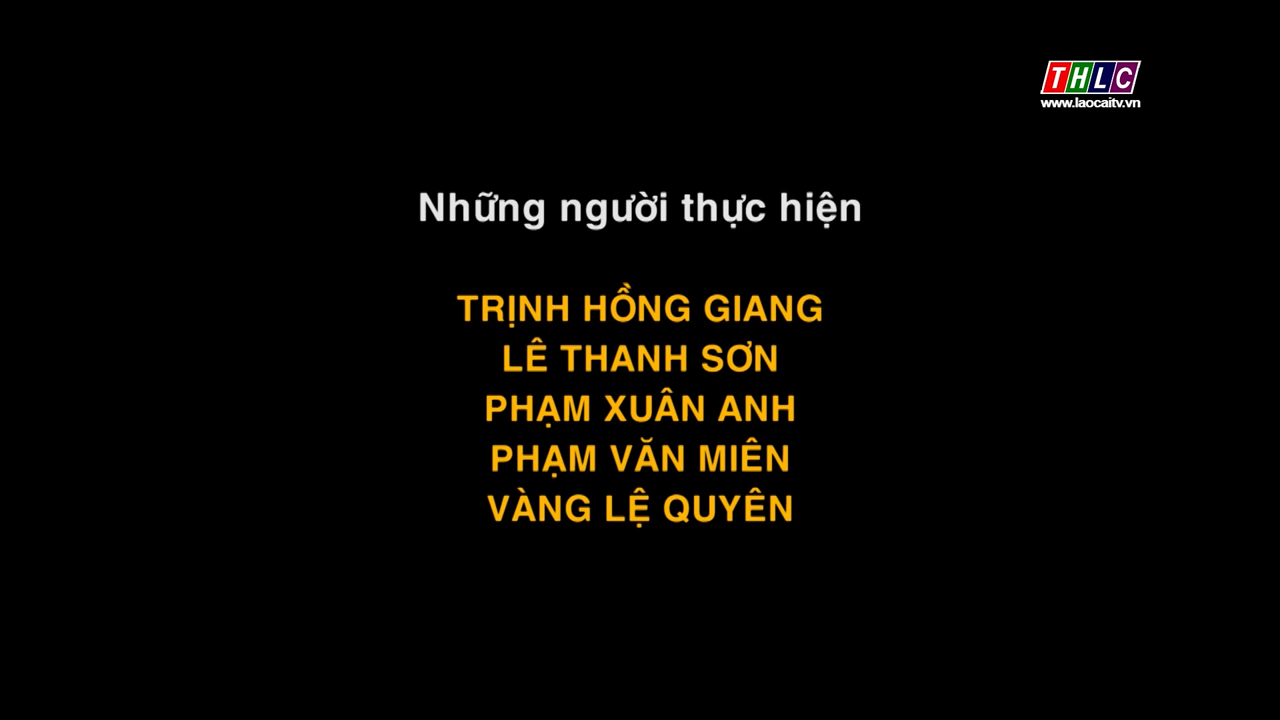 THLC
www.laocaitv.vn
Những người thực hiện
TRỊNH HỒNG GIANG
LÊ THANH SƠN
PHẠM XUÂN ANH
PHẠM VĂN MIÊN
VÀNG LỆ QUYÊN